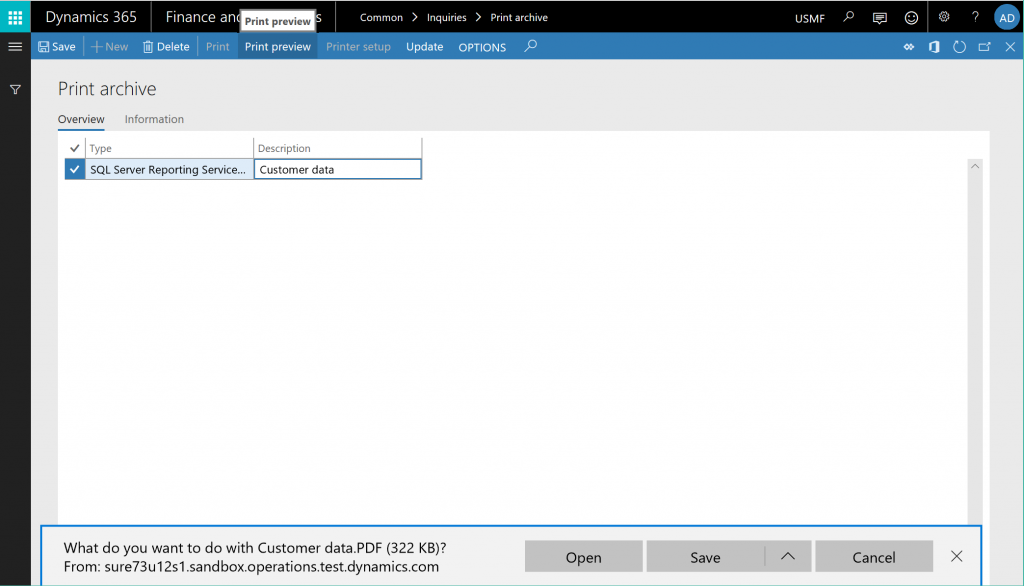 Dynamics 365 Finance and s Common Inquiries Print archive USMF ? AD
Print preview
Save New Delete Print Print preview Printer setup Update OPTIONS
Print archive
Overview Information
Type Description
SQL Server Reporting Service... Customer data
What do you want to do with Customer data.PDF (322 KB)?
From: sure73u12s1.sandbox.operations.test.dynamics.com
Open Save Cancel